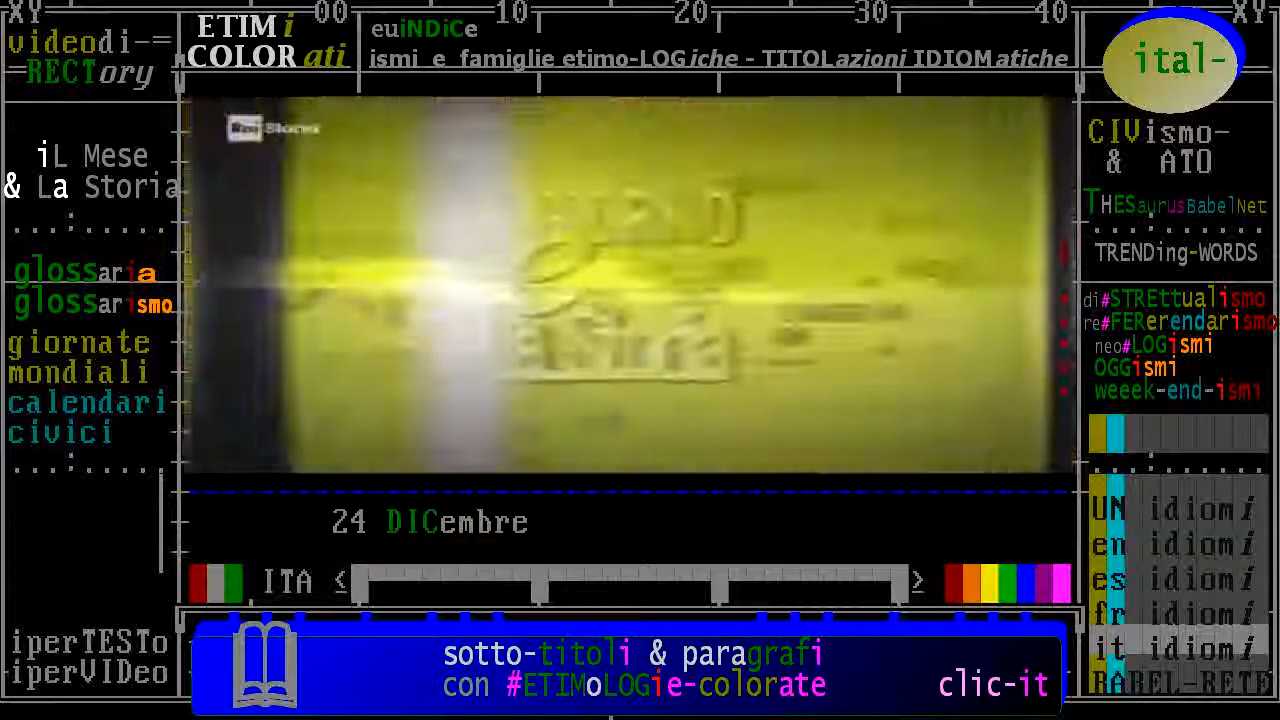 XY 00 10 20 30 40 XY
videodi-=
=RECTory
ETIMi
COLORati
euiNDiCe
ismi e famiglie etimo-LOGiche - TITOLazioni IDIOMatiche
ital-
iL Mese
& La Storia
glossaria
glossarismo
giornate
mondiali
calendari
civici
iperTESTo
iperVIDeo
Rai Storia
24 DICembre
ITA < >
sotto-titoli & paragrafi
con #ETIMoLOGie-colorate clic-it
CIVismo-
& ATO
THESaurusBabelNet
TRENDing-WORDS
di#STREttualismo
re#FERerendarismo
neo#LOGismi
OGGismi
weeek-end-ismi
UN idiomi
en idiomi
es idiomi
fr idiomi
it idiomi
BABEL-RETE